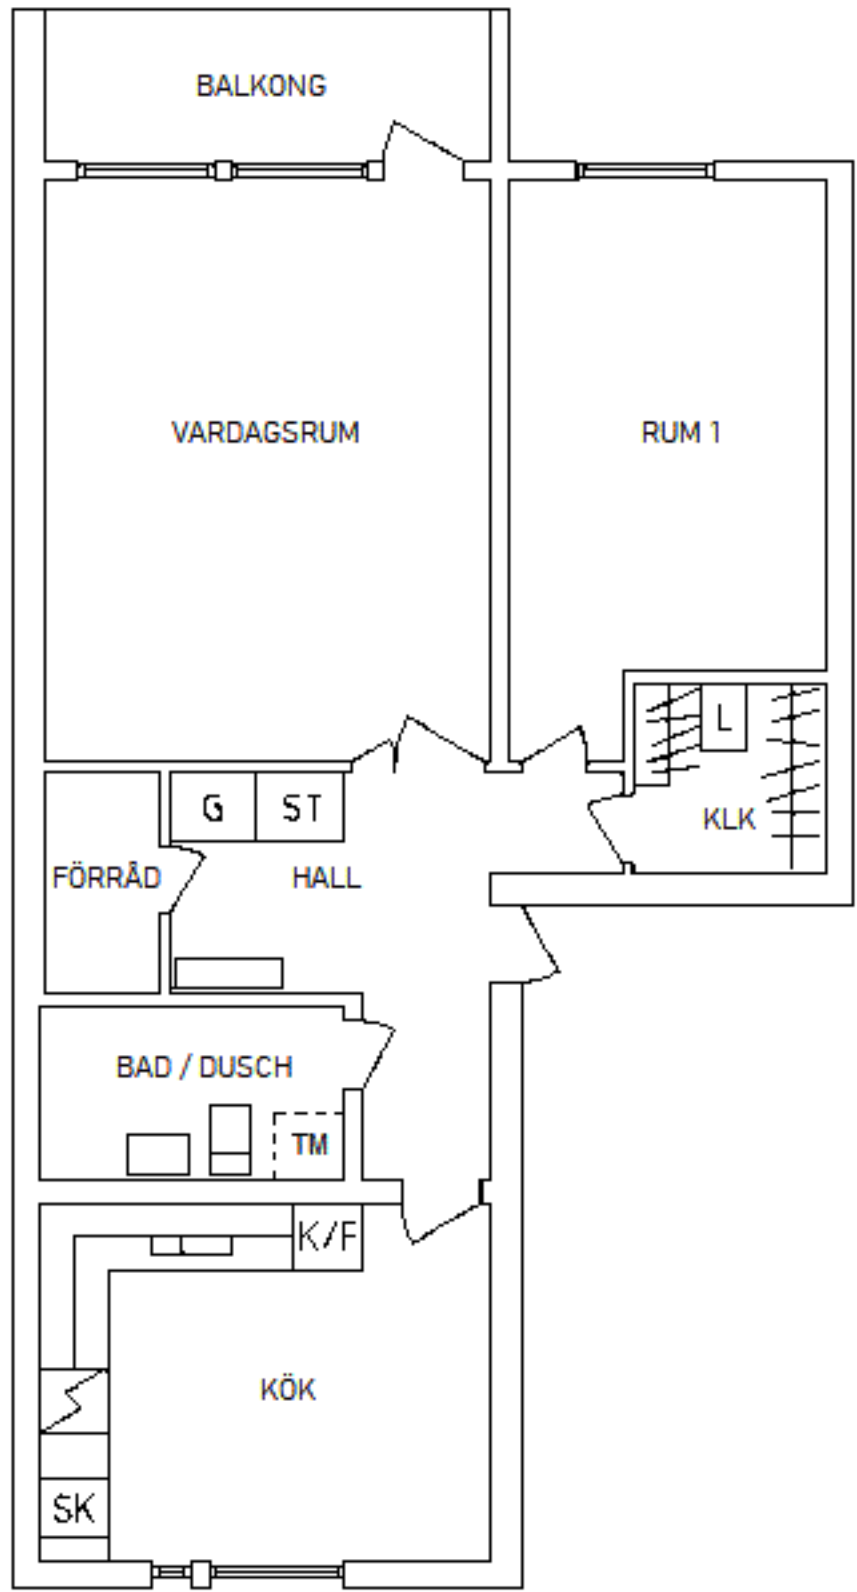 BALKONG
VARDAGSRUM
RUM 1
L
G
ST
KLK
FÖRRÅD
HALL
BAD / DUSCH
TM
K/F
KÖK
SK